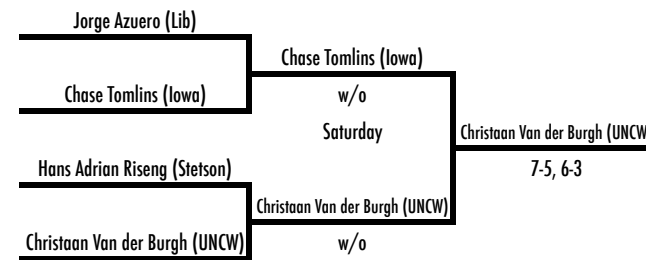 Jorge Azuero (Lib)
Chase Tomlins (Iowa)
Chase Tomlins (Iowa)
w/o
Saturday
Christaan Van der Burgh (UNCW
7-5, 6-3
Hans Adrian Riseng (Stetson)
Christaan Van der Burgh (UNCW)
Christaan Van der Burgh (UNCW)
w/o